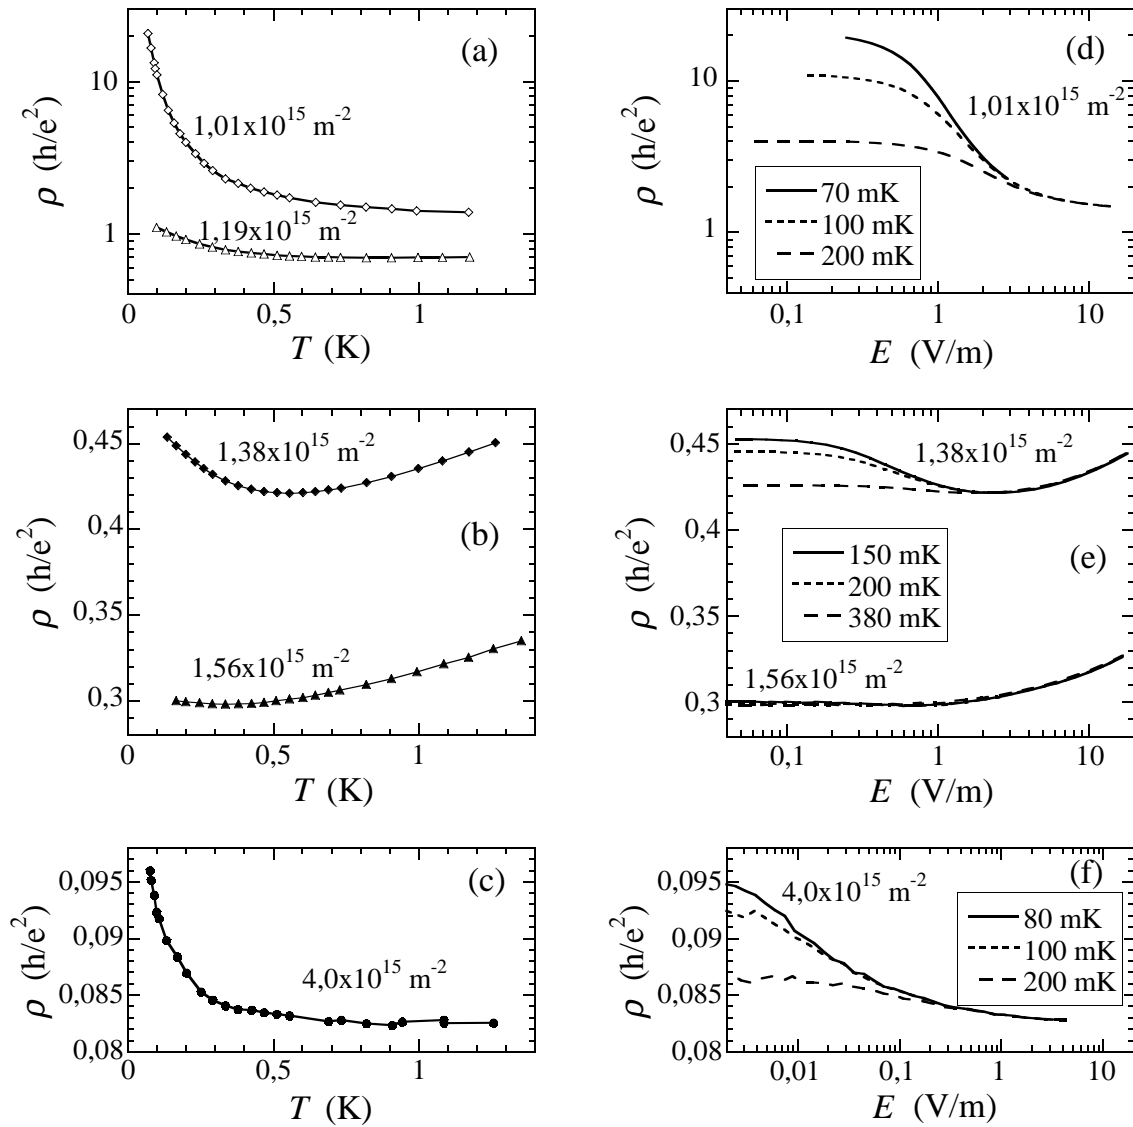 (a)
10
1
ρ (h/e²)
1,01x10¹⁵ m⁻²
1,19x10¹⁵ m⁻²
0
0,5
1
T (K)
(d)
10
1
ρ (h/e²)
1,01x10¹⁵ m⁻²
70 mK
100 mK
200 mK
0,1
1
10
E (V/m)
0,45
0,4
0,35
0,3
ρ (h/e²)
1,38x10¹⁵ m⁻²
(b)
1,56x10¹⁵ m⁻²
0
0,5
1
T (K)
0,45
0,4
0,35
0,3
ρ (h/e²)
1,38x10¹⁵ m⁻²
(e)
150 mK
200 mK
380 mK
1,56x10¹⁵ m⁻²
0,1
1
10
E (V/m)
0,095
0,09
0,085
0,08
ρ (h/e²)
(c)
4,0x10¹⁵ m⁻²
0
0,5
1
T (K)
0,095
0,09
0,085
0,08
ρ (h/e²)
(f)
4,0x10¹⁵ m⁻²
80 mK
100 mK
200 mK
0,01
0,1
1
10
E (V/m)